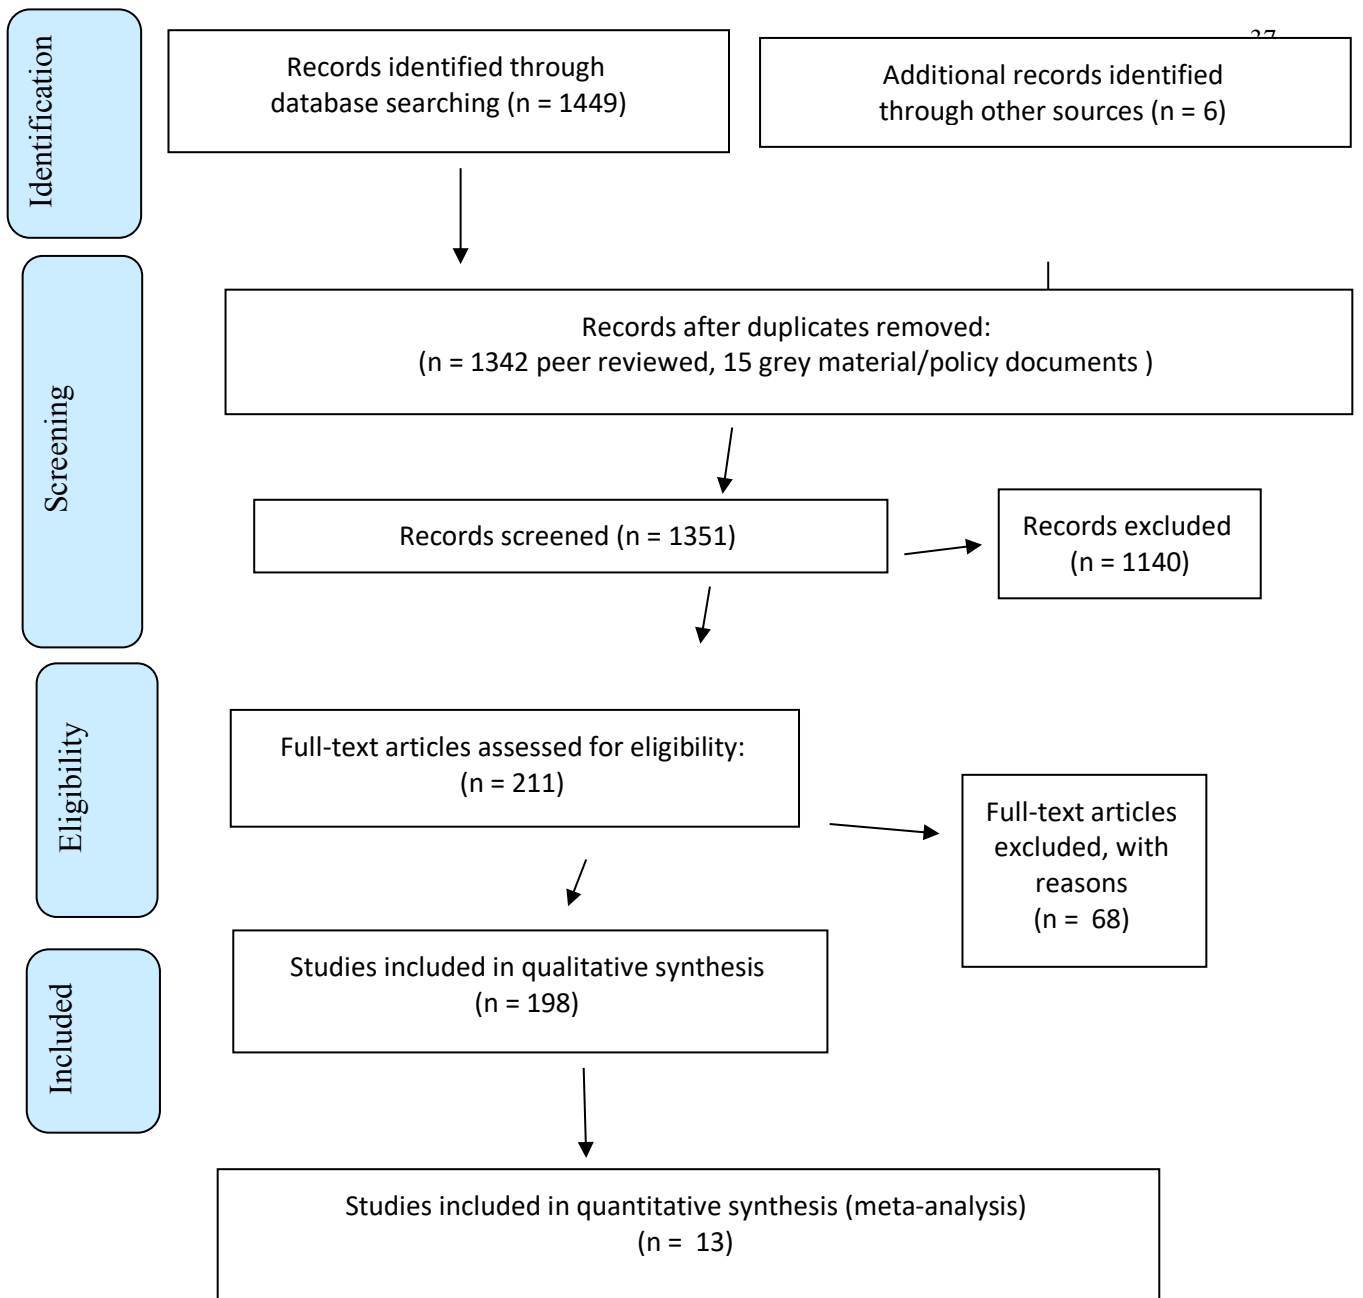 Identification
Records identified through
database searching (n = 1449)
Additional records identified
through other sources (n = 6)
Screening
Records after duplicates removed:
(n = 1342 peer reviewed, 15 grey material/policy documents )
Records screened (n = 1351)
Records excluded
(n = 1140)
Eligibility
Full-text articles assessed for eligibility:
(n = 211)
Full-text articles
excluded, with
reasons
(n =  68)
Included
Studies included in qualitative synthesis
(n = 198)
Studies included in quantitative synthesis (meta-analysis)
(n =  13)